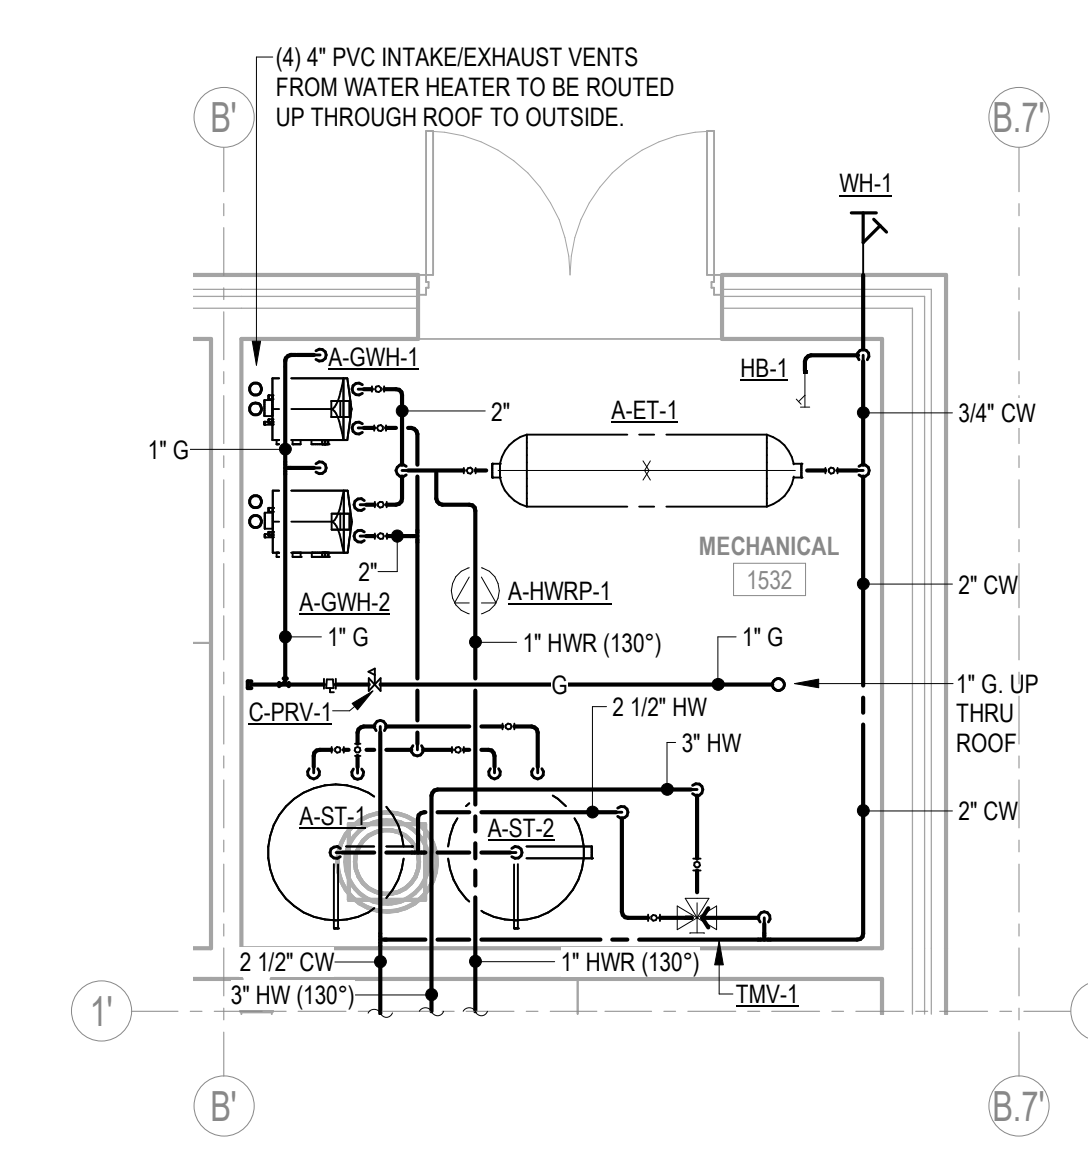 (4) 4" PVC INTAKE/EXHAUST VENTS
FROM WATER HEATER TO BE ROUTED
UP THROUGH ROOF TO OUTSIDE.
B'
B.7'
WH-1
A-GWH-1
HB-1
2"
A-ET-1
3/4" CW
1" G
MECHANICAL
1532
2"
2" CW
A-GWH-2
A-HWRP-1
1" G
1" HWR (130°)
1" G
G
1" G. UP
THRU
ROOF
C-PRV-1
2 1/2" HW
3" HW
A-ST-1
A-ST-2
2" CW
2 1/2" CW
1" HWR (130°)
3" HW (130°)
TMV-1
1'
B'
B.7'